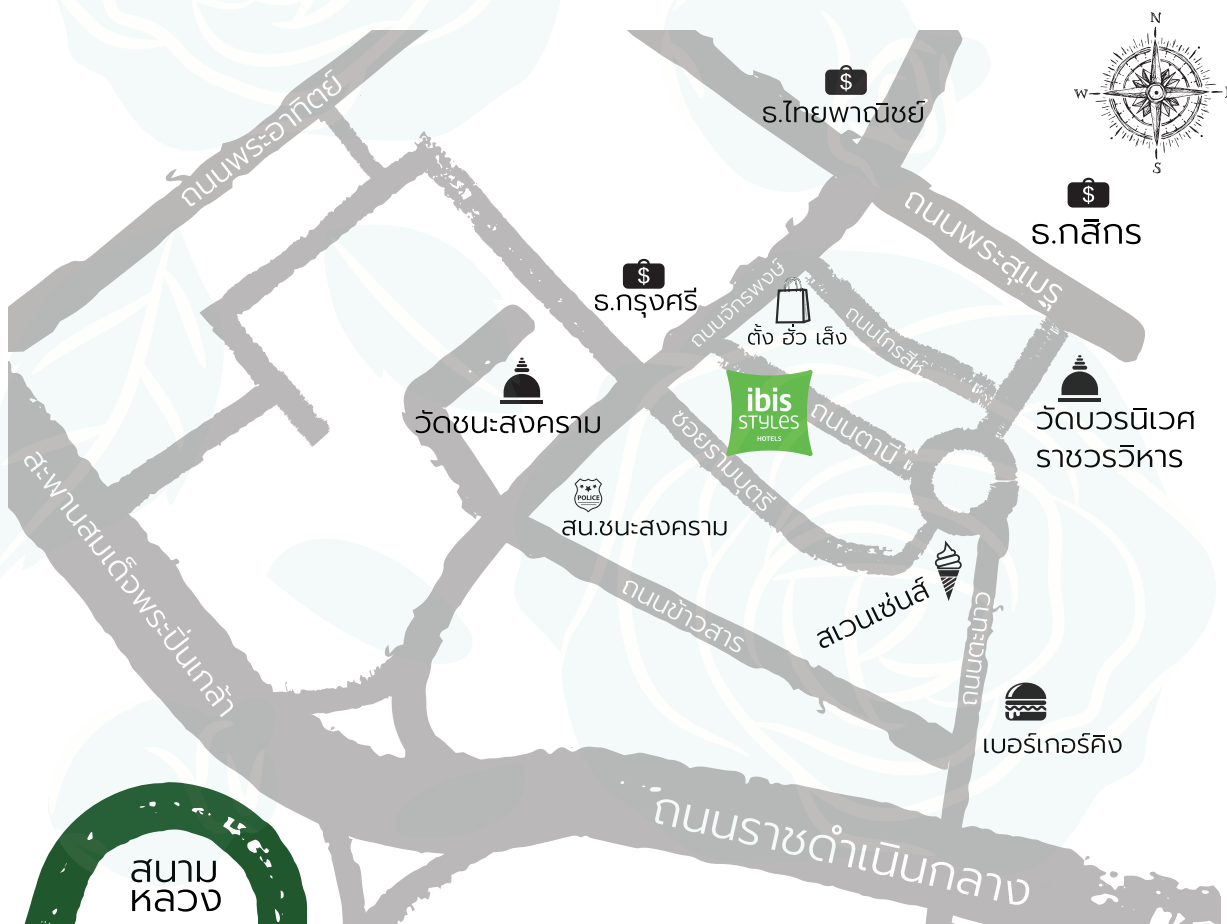 N
ธ.ไทยพาณิชย์
W
S
ถนนพระอาทิตย์
ถนนพระสุเมรุ
ธ.กสิกร
ธ.กรุงศรี
ถนนจักรพงษ์
ตั้ง ฮั่ว เส็ง
ถนนไกรสีห์
ibis
STYLES
HOTELS
ถนนตานี
วัดชนะสงคราม
วัดบวรนิเวศ
ราชวรวิหาร
ซอยรามบุตรี
POLICE
สน.ชนะสงคราม
สะพานสมเด็จพระปิ่นเกล้า
ถนนข้าวสาร
สเวนเซ่นส์
ถนนตะนาว
เบอร์เกอร์คิง
ถนนราชดำเนินกลาง
สนาม
หลวง